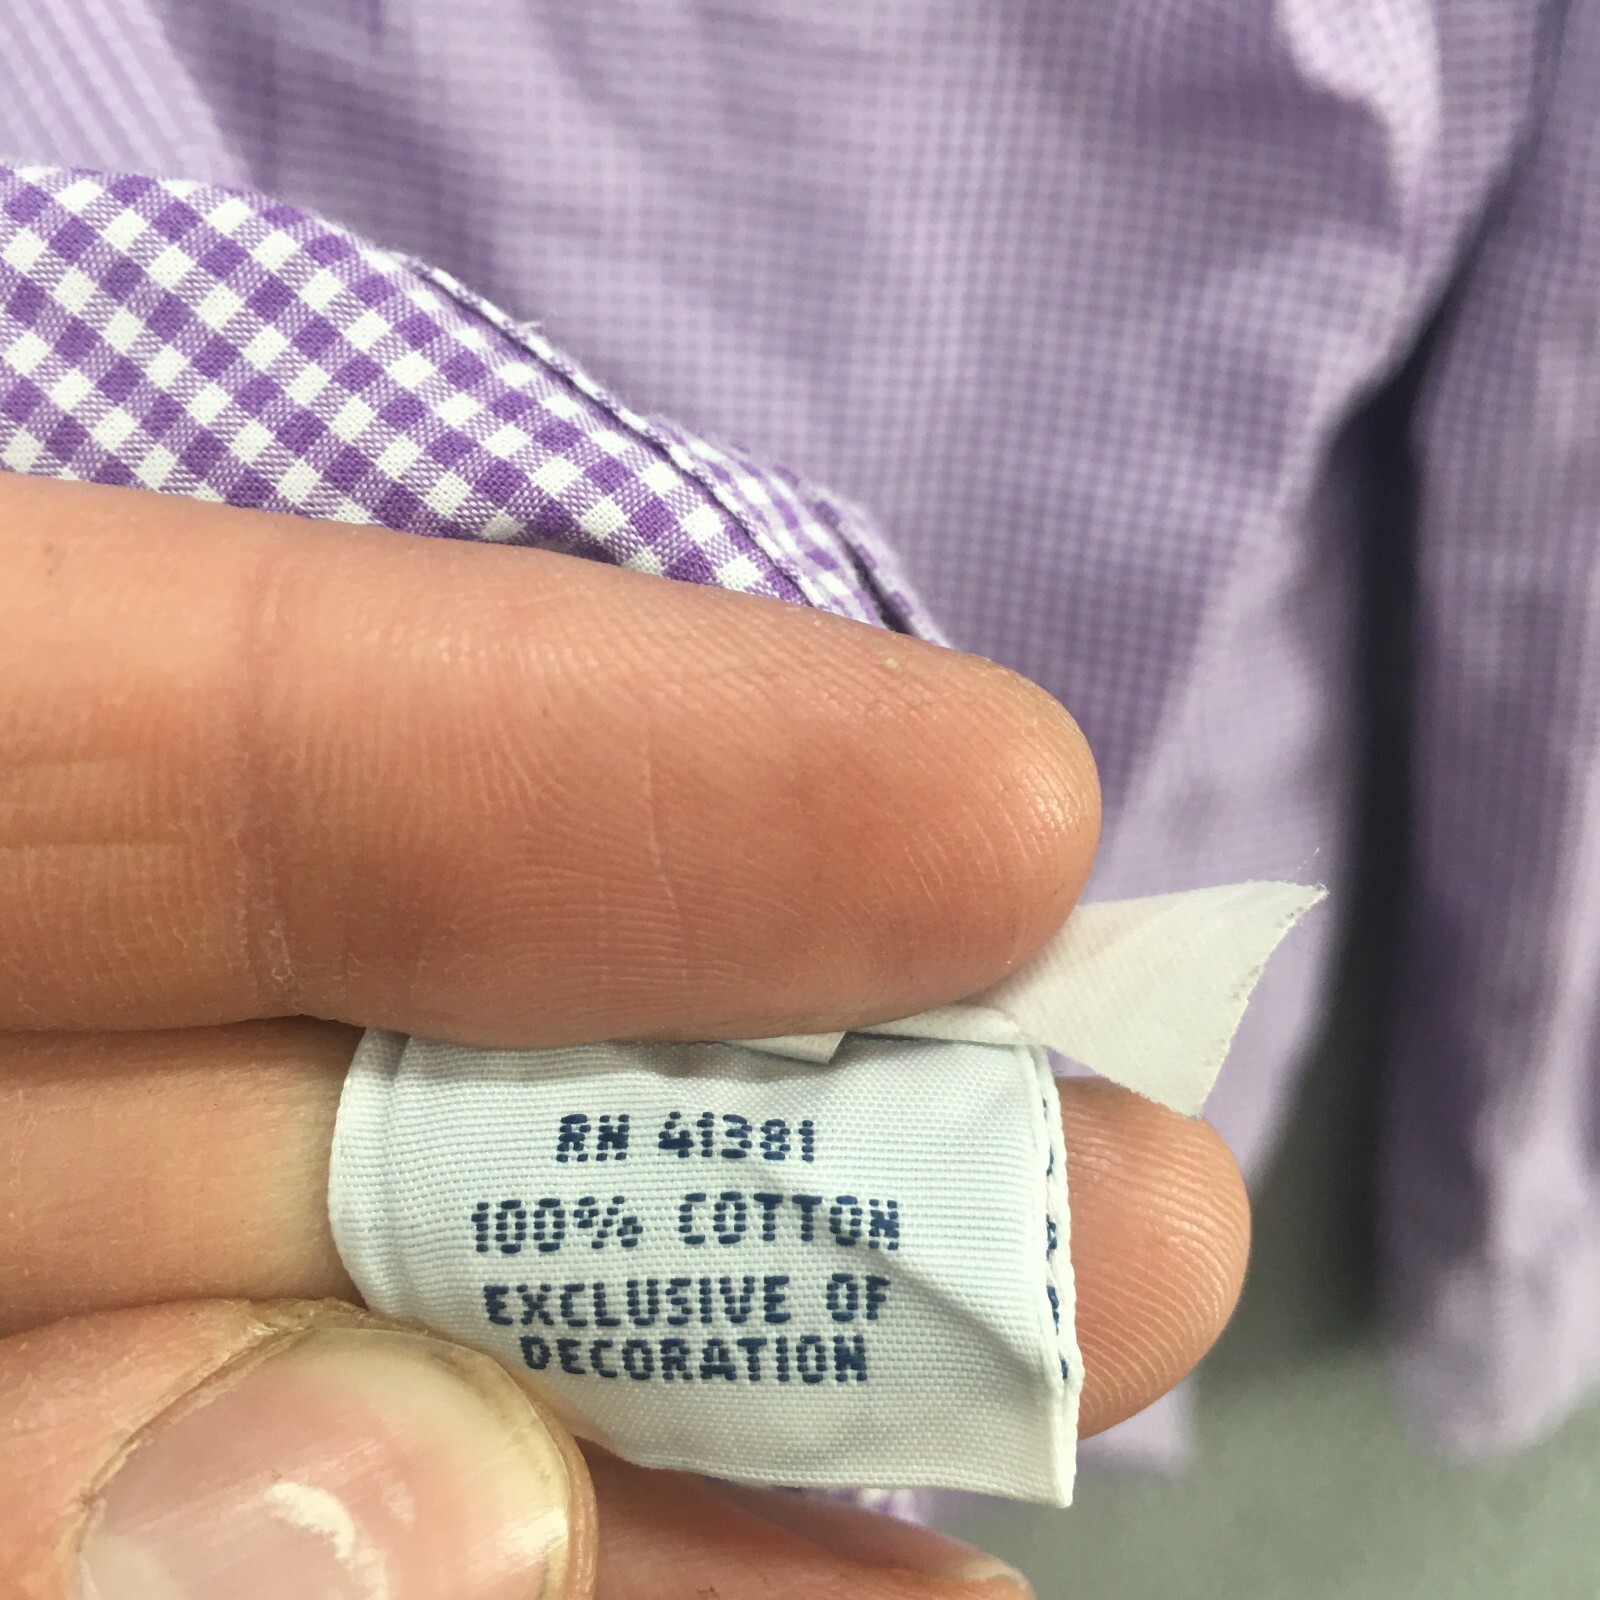 RN 41381
100% COTTON
EXCLUSIVE OF
DECORATION